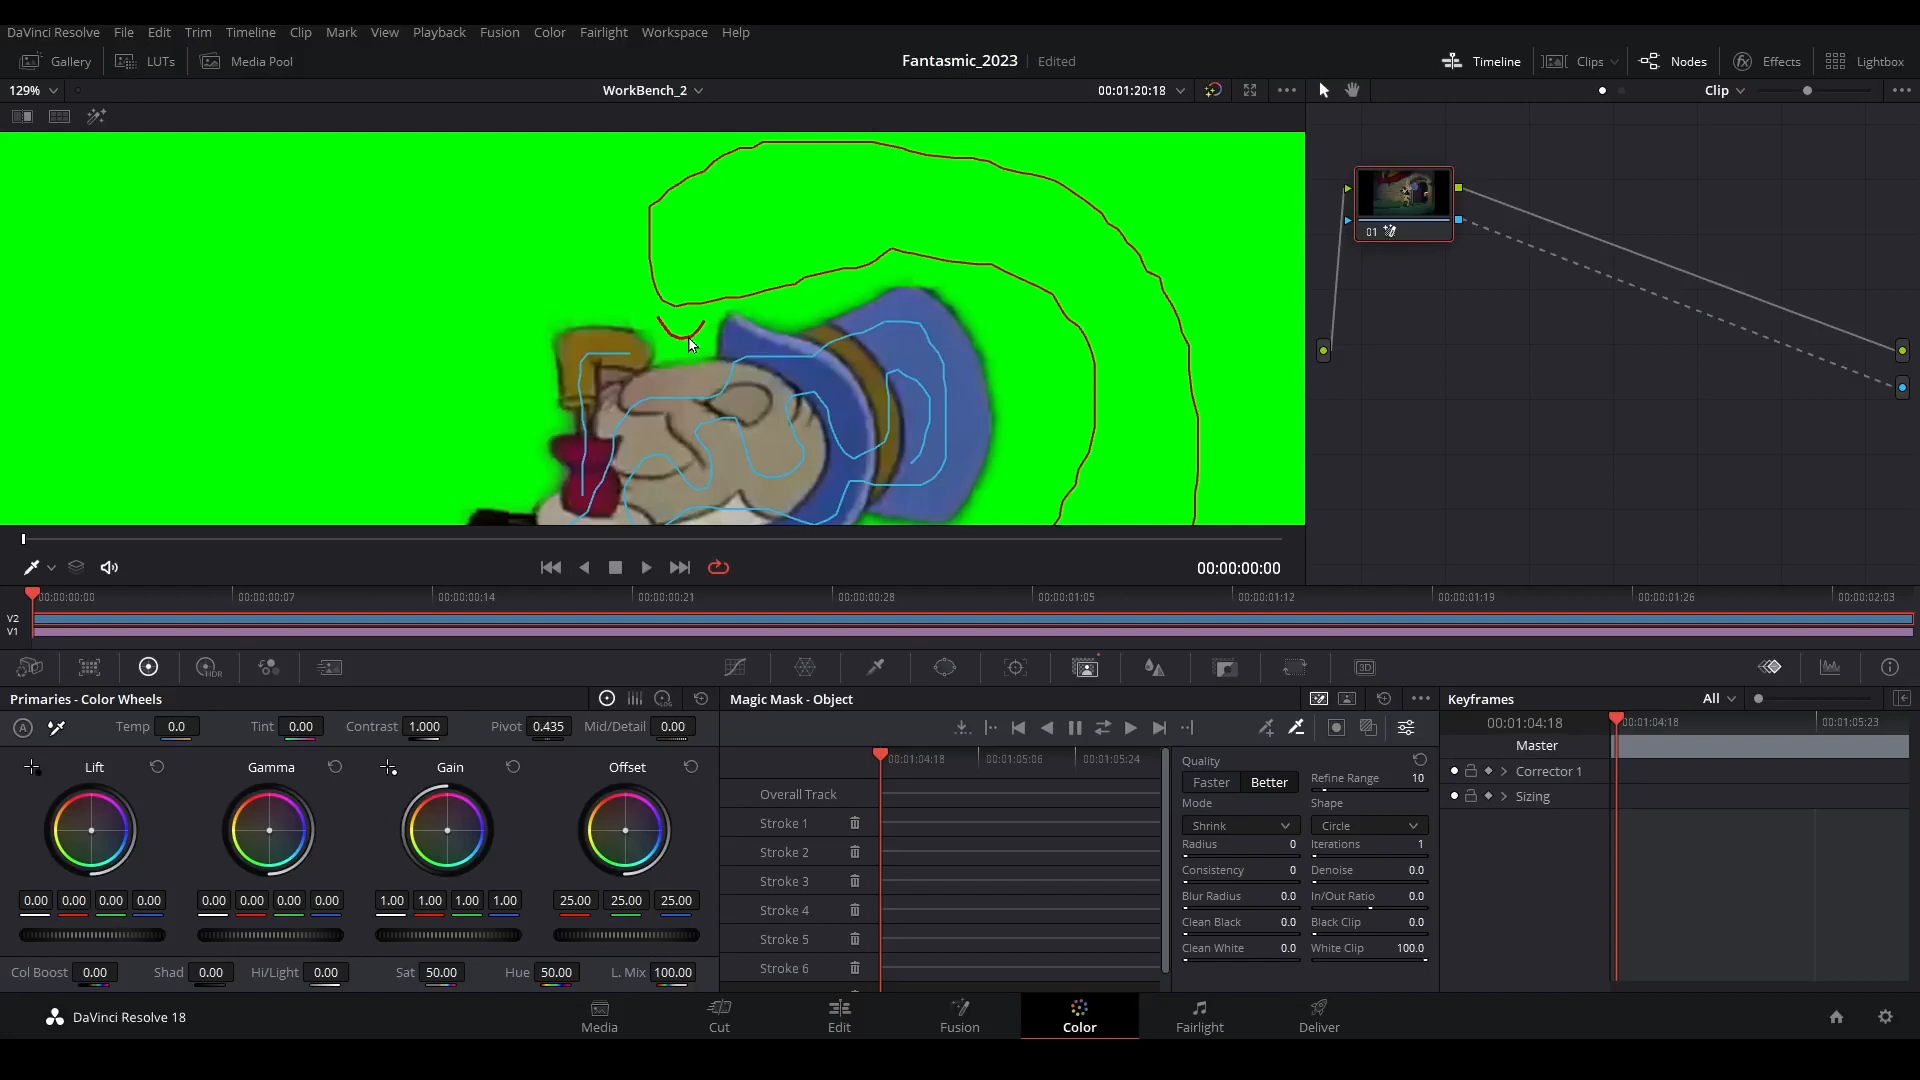 DaVinci Resolve File Edit Trim Timeline Clip Mark View Playback Fusion Color Fairlight Workspace Help
Gallery LUTs Media Pool Fantasmic_2023 Edited Timeline Clips Nodes Effects Lightbox
129% WorkBench_2 00:01:20:18 Clip
01
00:00:00:00
00:00:00:00 00:00:00:07 00:00:00:14 00:00:00:21 00:00:00:28 00:00:01:05 00:00:01:12 00:00:01:19 00:00:01:26 00:00:02:03
V2
V1
HDR
3D
Primaries - Color Wheels LOG Magic Mask - Object Keyframes All
A Temp 0.0 Tint 0.00 Contrast 1.000 Pivot 0.435 Mid/Detail 0.00
00:01:04:18 00:01:04:18 00:01:05:23
Lift Gamma Gain Offset
00:01:04:18 00:01:05:06 00:01:05:24
Quality
Faster Better Refine Range 10
Mode Shape
Shrink Circle
Radius 0 Iterations 1
Consistency 0 Denoise 0.0
Blur Radius 0.0 In/Out Ratio 0.0
Clean Black 0.0 Black Clip 0.0
Clean White 0.0 White Clip 100.0
Overall Track
Stroke 1
Stroke 2
Stroke 3
Stroke 4
Stroke 5
Stroke 6
Master
Corrector 1
Sizing
0.00 0.00 0.00 0.00 0.00 0.00 0.00 0.00 1.00 1.00 1.00 1.00 25.00 25.00 25.00
Col Boost 0.00 Shad 0.00 Hi/Light 0.00 Sat 50.00 Hue 50.00 L. Mix 100.00
DaVinci Resolve 18 Media Cut Edit Fusion Color Fairlight Deliver